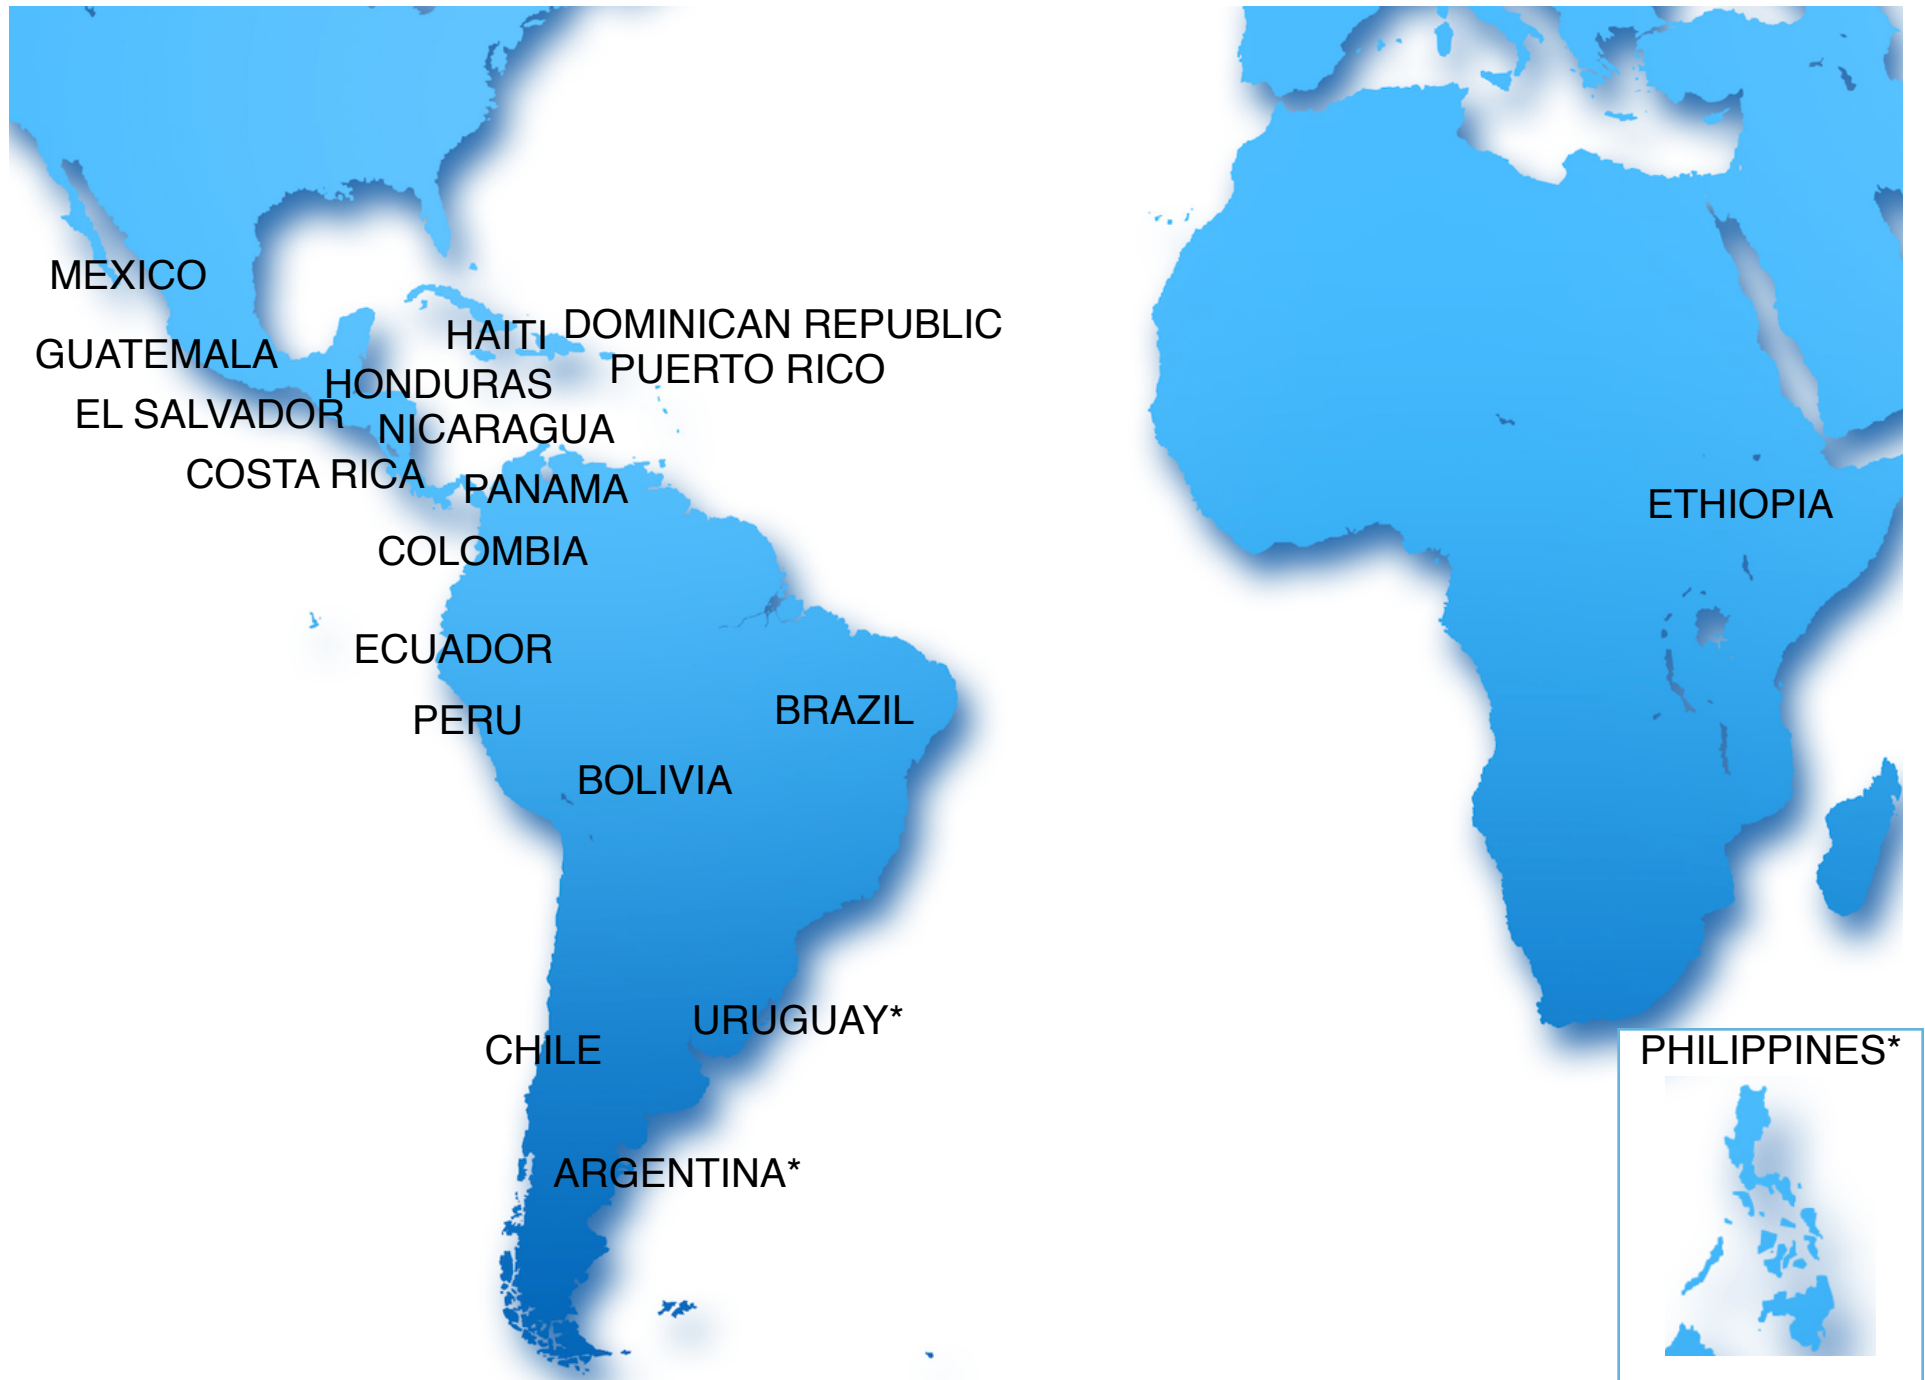 MEXICO
HAITI
DOMINICAN REPUBLIC
GUATEMALA
PUERTO RICO
HONDURAS
EL SALVADOR
NICARAGUA
COSTA RICA
PANAMA
ETHIOPIA
COLOMBIA
ECUADOR
PERU
BRAZIL
BOLIVIA
URUGUAY*
CHILE
PHILIPPINES*
ARGENTINA*